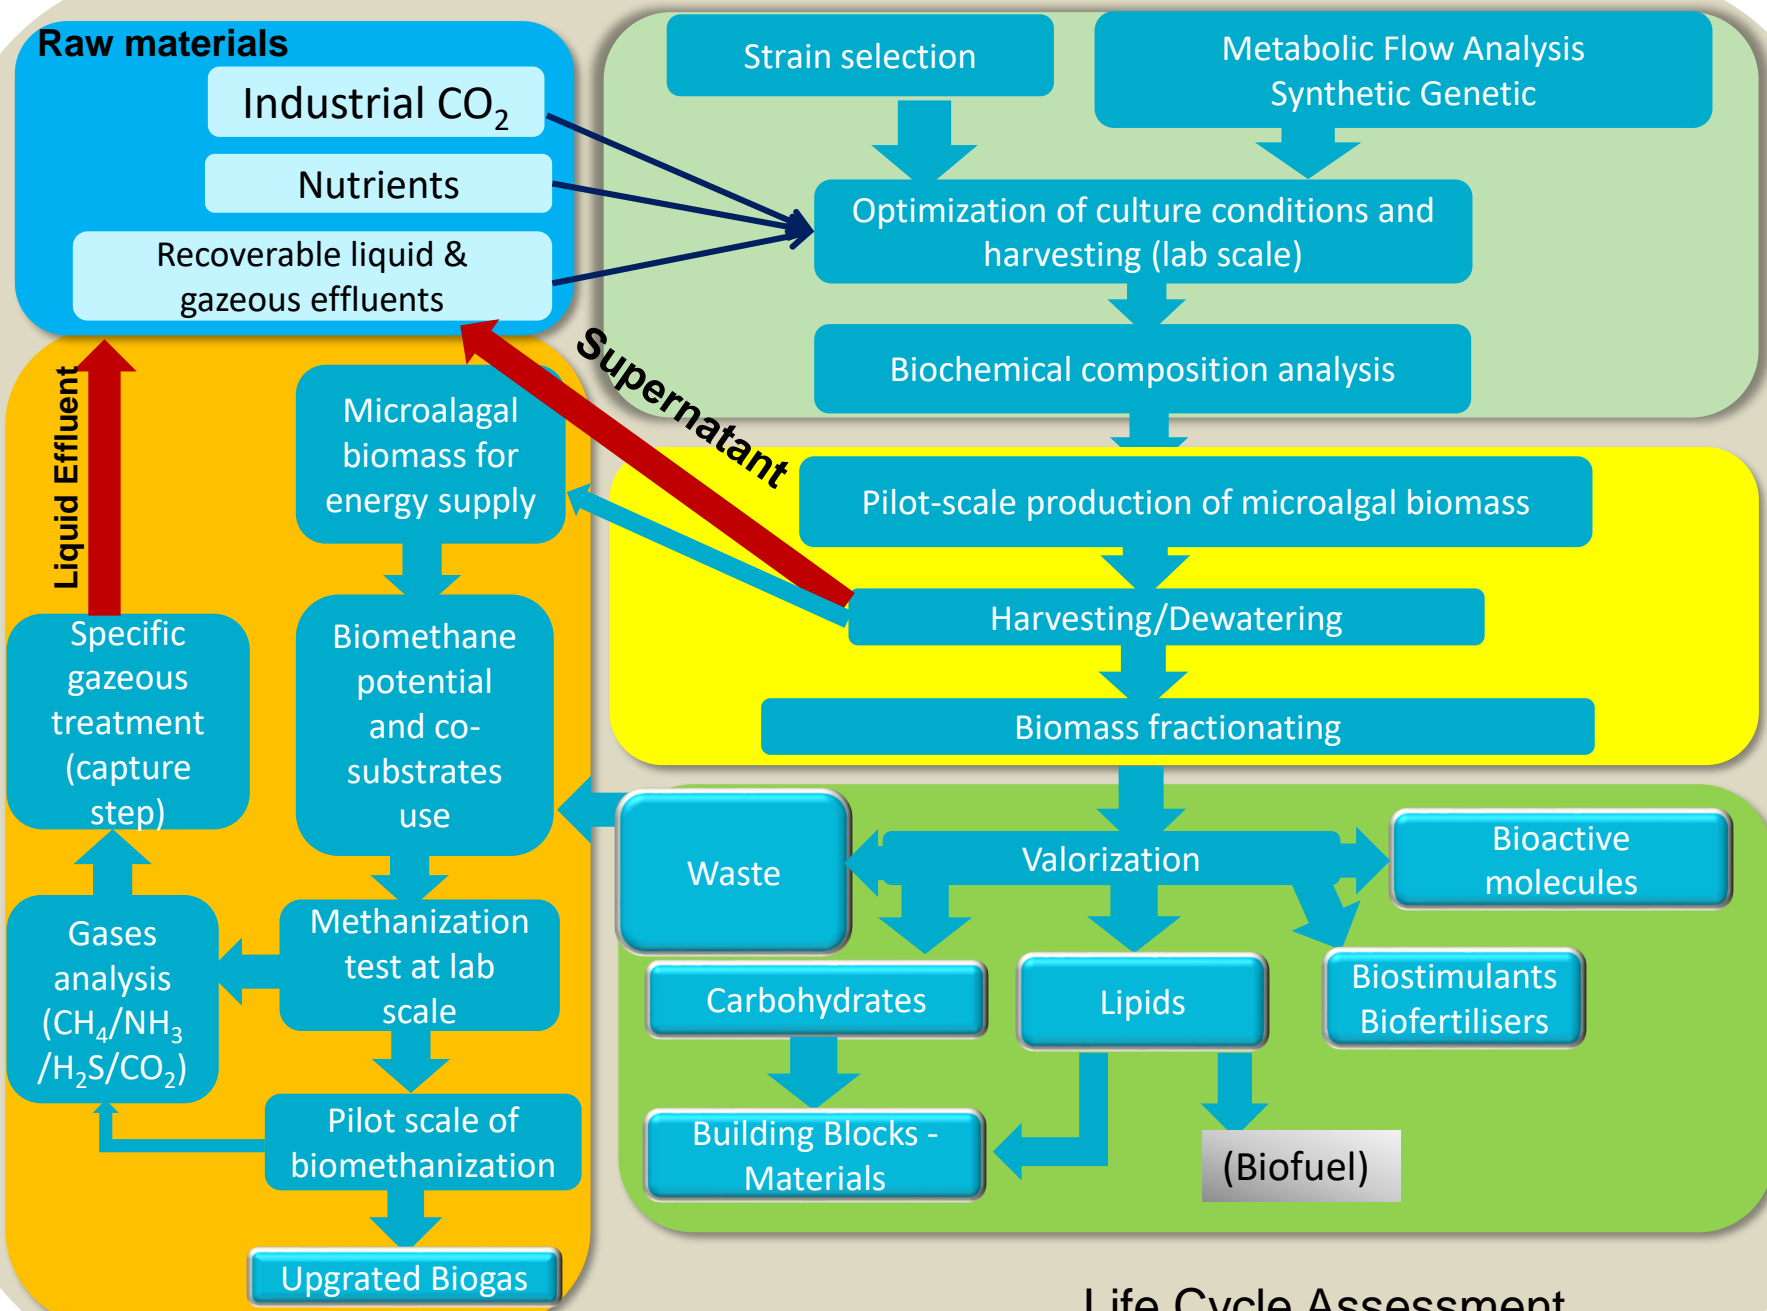 Raw materials
Industrial CO₂
Nutrients
Recoverable liquid &
gazeous effluents
Strain selection
Metabolic Flow Analysis
Synthetic Genetic
Optimization of culture conditions and
harvesting (lab scale)
Biochemical composition analysis
Supernatant
Liquid Effluent
Microalagal
biomass for
energy supply
Pilot-scale production of microalgal biomass
Harvesting/Dewatering
Biomass fractionating
Specific
gazeous
treatment
(capture
step)
Biomethane
potential
and co-
substrates
use
Waste
Valorization
Bioactive
molecules
Gases
analysis
(CH₄/NH₃
/H₂S/CO₂)
Methanization
test at lab
scale
Carbohydrates
Lipids
Biostimulants
Biofertilisers
Pilot scale of
biomethanization
Building Blocks -
Materials
(Biofuel)
Upgrated Biogas
Life Cycle Assessment